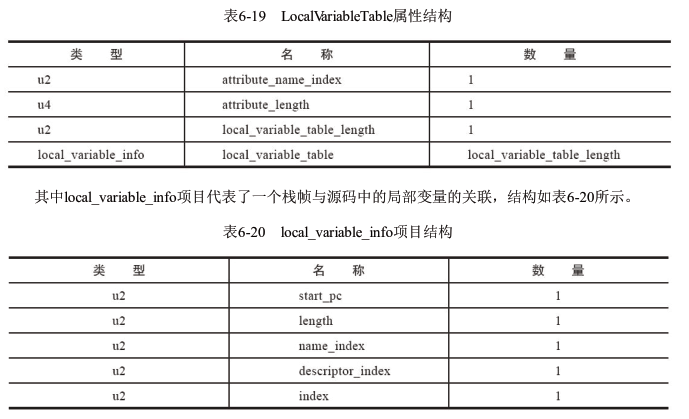 表6-19 LocalVariableTable属性结构
类 型 名 称 数 量
u2 attribute_name_index 1
u4 attribute_length 1
u2 local_variable_table_length 1
local_variable_info local_variable_table local_variable_table_length
其中local_variable_info项目代表了一个栈帧与源码中的局部变量的关联，结构如表6-20所示。
表6-20 local_variable_info项目结构
类 型 名 称 数 量
u2 start_pc 1
u2 length 1
u2 name_index 1
u2 descriptor_index 1
u2 index 1